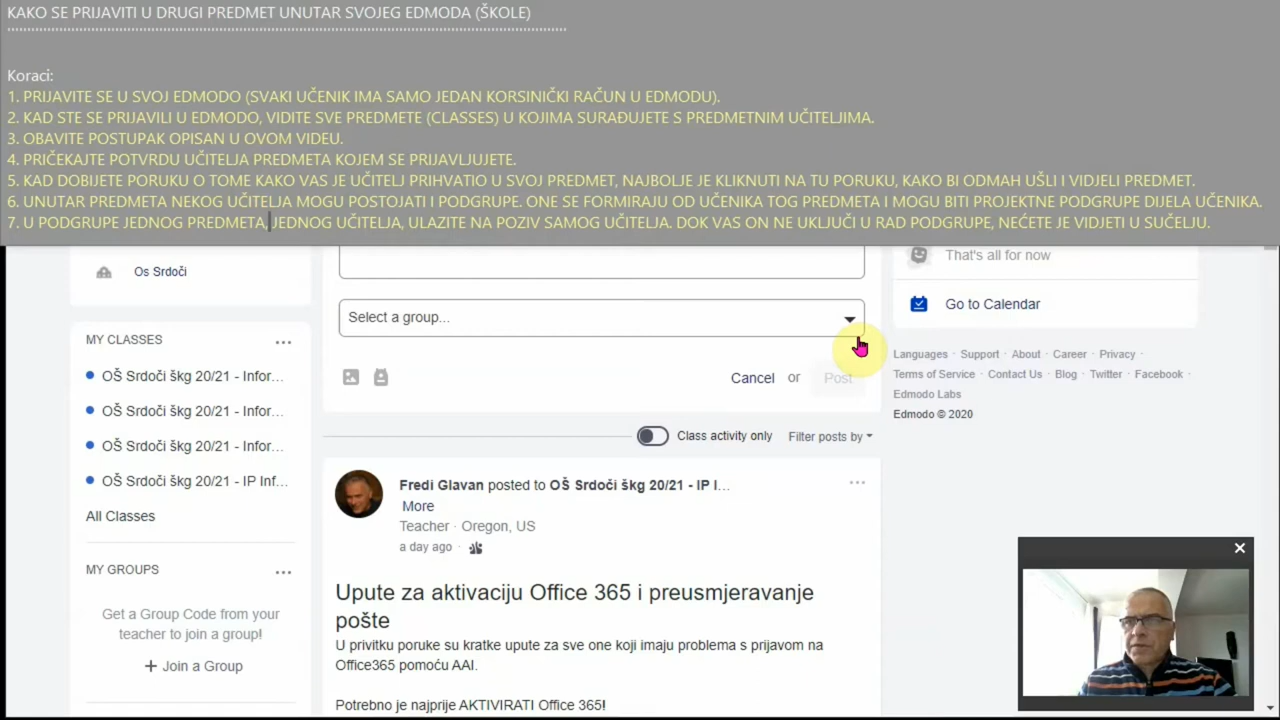 KAKO SE PRIJAVITI U DRUGI PREDMET UNUTAR SVOJEG EDMODA (ŠKOLE)
Koraci:
1. PRIJAVITE SE U SVOJ EDMODO (SVAKI UČENIK IMA SAMO JEDAN KORSINIČKI RAČUN U EDMODU).
2. KAD STE SE PRIJAVILI U EDMODO, VIDITE SVE PREDMETE (CLASSES) U KOJIMA SURAĐUJETE S PREDMETNIM UČITELJIMA.
3. OBAVITE POSTUPAK OPISAN U OVOM VIDEU.
4. PRIČEKAJTE POTVRDU UČITELJA PREDMETA KOJEM SE PRIJAVLJUJETE.
5. KAD DOBIJETE PORUKU O TOME KAKO VAS JE UČITELJ PRIHVATIO U SVOJ PREDMET, NAJBOLJE JE KLIKNUTI NA TU PORUKU, KAKO BI ODMAH UŠLI I VIDJELI PREDMET.
6. UNUTAR PREDMETA NEKOG UČITELJA MOGU POSTOJATI I PODGRUPE. ONE SE FORMIRAJU OD UČENIKA TOG PREDMETA I MOGU BITI PROJEKTNE PODGRUPE DIJELA UČENIKA.
7. U PODGRUPE JEDNOG PREDMETA, JEDNOG UČITELJA, ULAZITE NA POZIV SAMOG UČITELJA. DOK VAS ON NE UKLJUČI U RAD PODGRUPE, NEĆETE JE VIDJETI U SUČELJU.
Os Srdoči
MY CLASSES
OŠ Srdoči škg 20/21 - Infor...
OŠ Srdoči škg 20/21 - Infor...
OŠ Srdoči škg 20/21 - Infor...
OŠ Srdoči škg 20/21 - IP Inf...
All Classes
MY GROUPS
Get a Group Code from your
teacher to join a group!
+ Join a Group
Select a group...
Cancel or Post
Class activity only Filter posts by
Fredi Glavan posted to OŠ Srdoči škg 20/21 - IP I...
More
Teacher · Oregon, US
a day ago ·
Upute za aktivaciju Office 365 i preusmjeravanje
pošte
U privitku poruke su kratke upute za sve one koji imaju problema s prijavom na
Office365 pomoću AAI.
Potrebno je najprije AKTIVIRATI Office 365!
That's all for now
Go to Calendar
Languages · Support · About · Career · Privacy ·
Terms of Service · Contact Us · Blog · Twitter · Facebook ·
Edmodo Labs
Edmodo © 2020